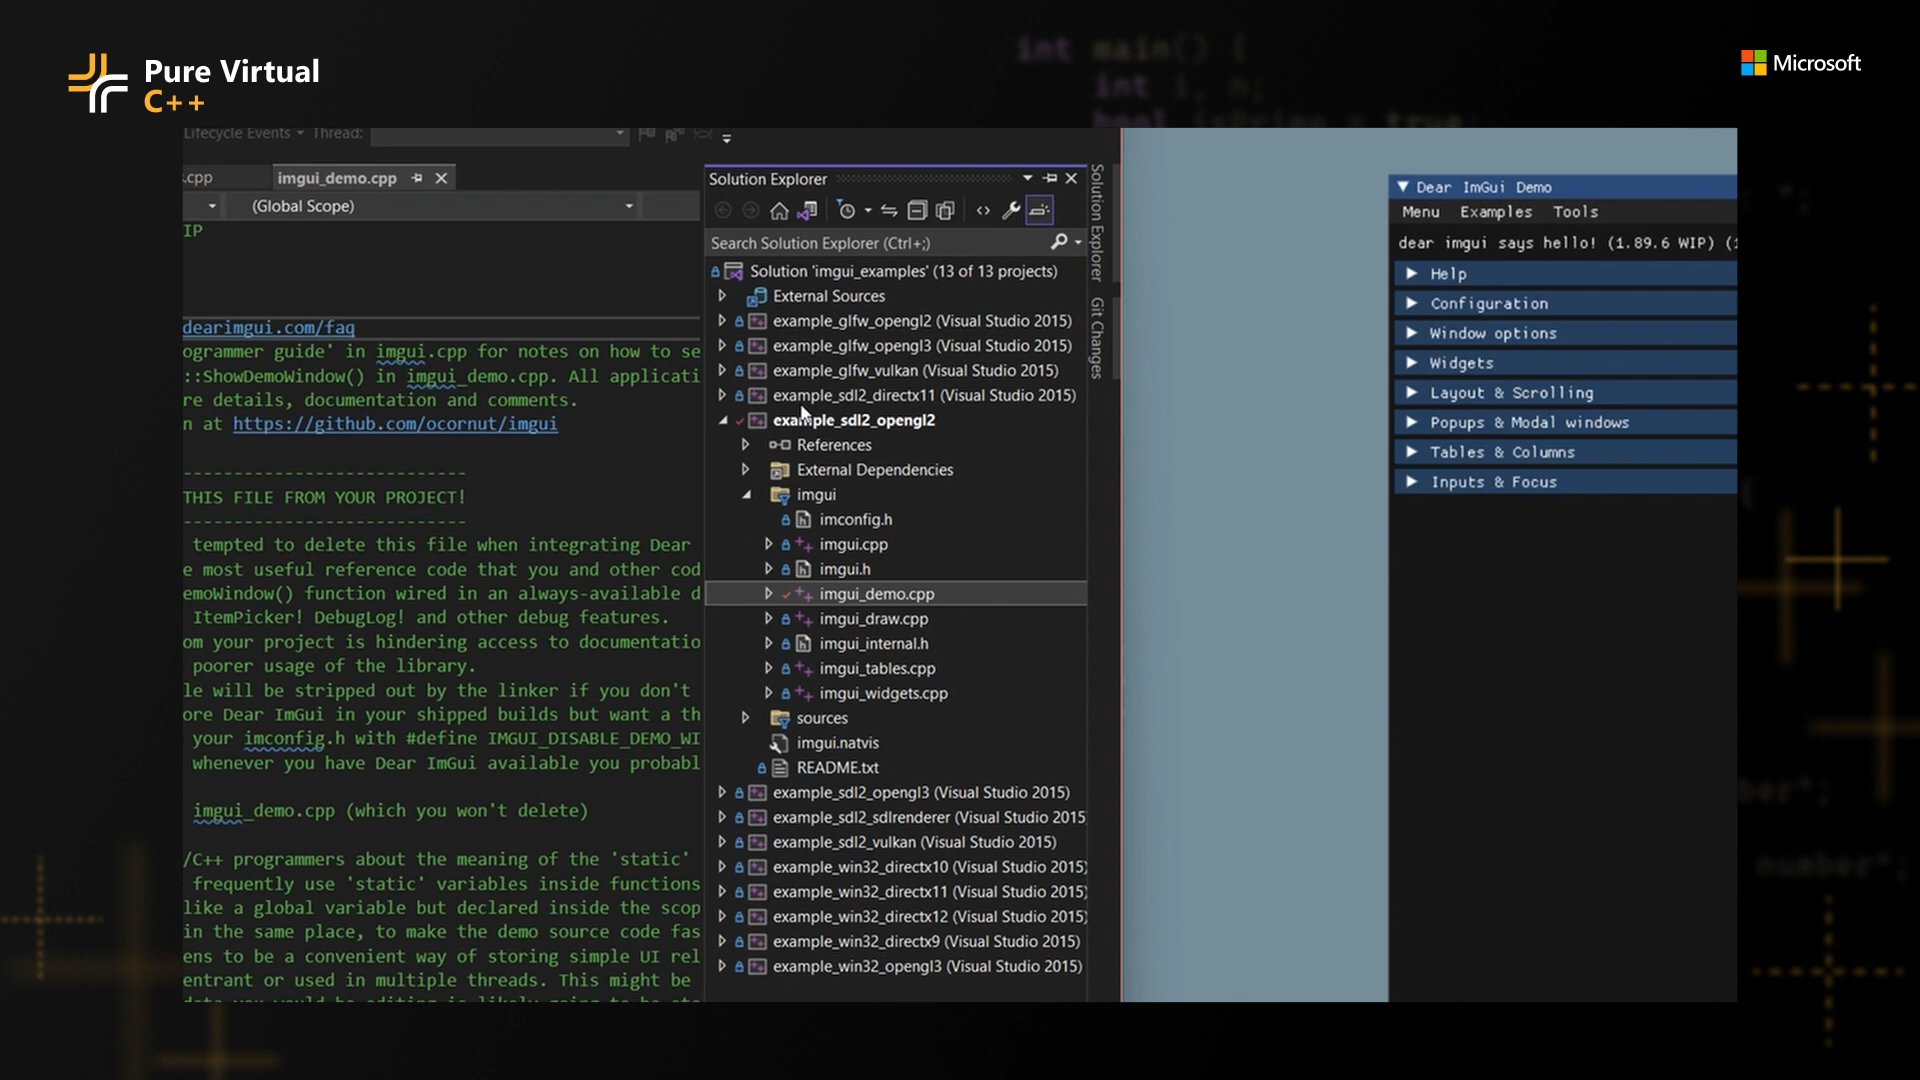 Pure Virtual
C++
Microsoft
int main() {
int i, n;
bool isPrime = true;
Lifecycle Events
Thread:
.cpp
imgui_demo.cpp
(Global Scope)
IP
dearimgui.com/faq
ogrammer guide' in imgui.cpp for notes on how to se
::ShowDemoWindow() in imgui_demo.cpp. All applicati
re details, documentation and comments.
n at https://github.com/ocornut/imgui
----------------------------
THIS FILE FROM YOUR PROJECT!
----------------------------
tempted to delete this file when integrating Dear
e most useful reference code that you and other cod
emoWindow() function wired in an always-available d
ItemPicker! DebugLog! and other debug features.
om your project is hindering access to documentatio
poorer usage of the library.
le will be stripped out by the linker if you don't
ore Dear ImGui in your shipped builds but want a th
your imconfig.h with #define IMGUI_DISABLE_DEMO_WI
whenever you have Dear ImGui available you probabl
imgui_demo.cpp (which you won't delete)
/C++ programmers about the meaning of the 'static'
frequently use 'static' variables inside functions
like a global variable but declared inside the scop
in the same place, to make the demo source code fas
ens to be a convenient way of storing simple UI rel
entrant or used in multiple threads. This might be
Solution Explorer
Search Solution Explorer (Ctrl+;)
Solution 'imgui_examples' (13 of 13 projects)
External Sources
example_glfw_opengl2 (Visual Studio 2015)
example_glfw_opengl3 (Visual Studio 2015)
example_glfw_vulkan (Visual Studio 2015)
example_sdl2_directx11 (Visual Studio 2015)
example_sdl2_opengl2
References
External Dependencies
imgui
imconfig.h
imgui.cpp
imgui.h
imgui_demo.cpp
imgui_draw.cpp
imgui_internal.h
imgui_tables.cpp
imgui_widgets.cpp
sources
imgui.natvis
README.txt
example_sdl2_opengl3 (Visual Studio 2015)
example_sdl2_sdlrenderer (Visual Studio 2015
example_sdl2_vulkan (Visual Studio 2015)
example_win32_directx10 (Visual Studio 2015)
example_win32_directx11 (Visual Studio 2015)
example_win32_directx12 (Visual Studio 2015)
example_win32_directx9 (Visual Studio 2015)
example_win32_opengl3 (Visual Studio 2015)
Solution Explorer
Git Changes
Dear ImGui Demo
Menu Examples Tools
dear imgui says hello! (1.89.6 WIP) (1
Help
Configuration
Window options
Widgets
Layout & Scrolling
Popups & Modal windows
Tables & Columns
Inputs & Focus